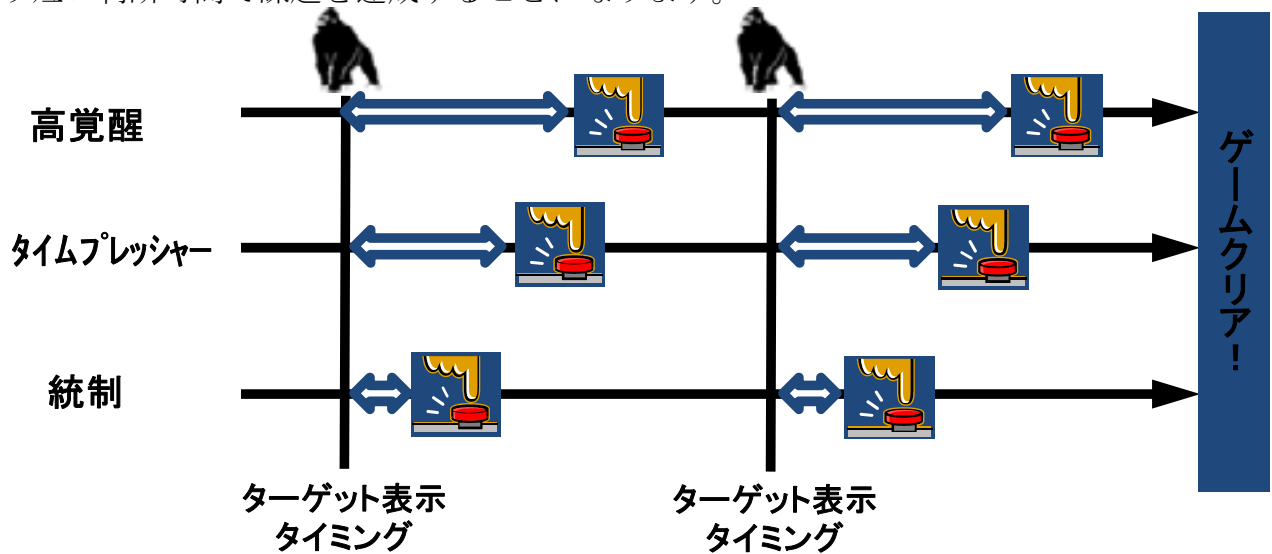 高覚醒
タイムプレッシャー
統制
ターゲット表示
タイミング
ターゲット表示
タイミング
ゲームクリア！